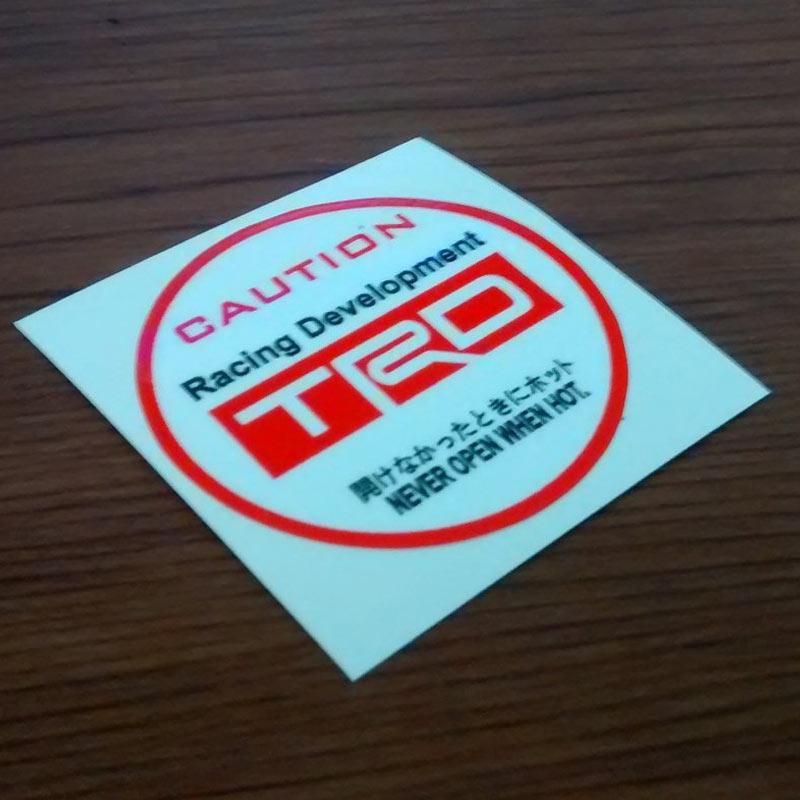 CAUTION
Racing Development
TRD
開けなかったときにホット
NEVER OPEN WHEN HOT.